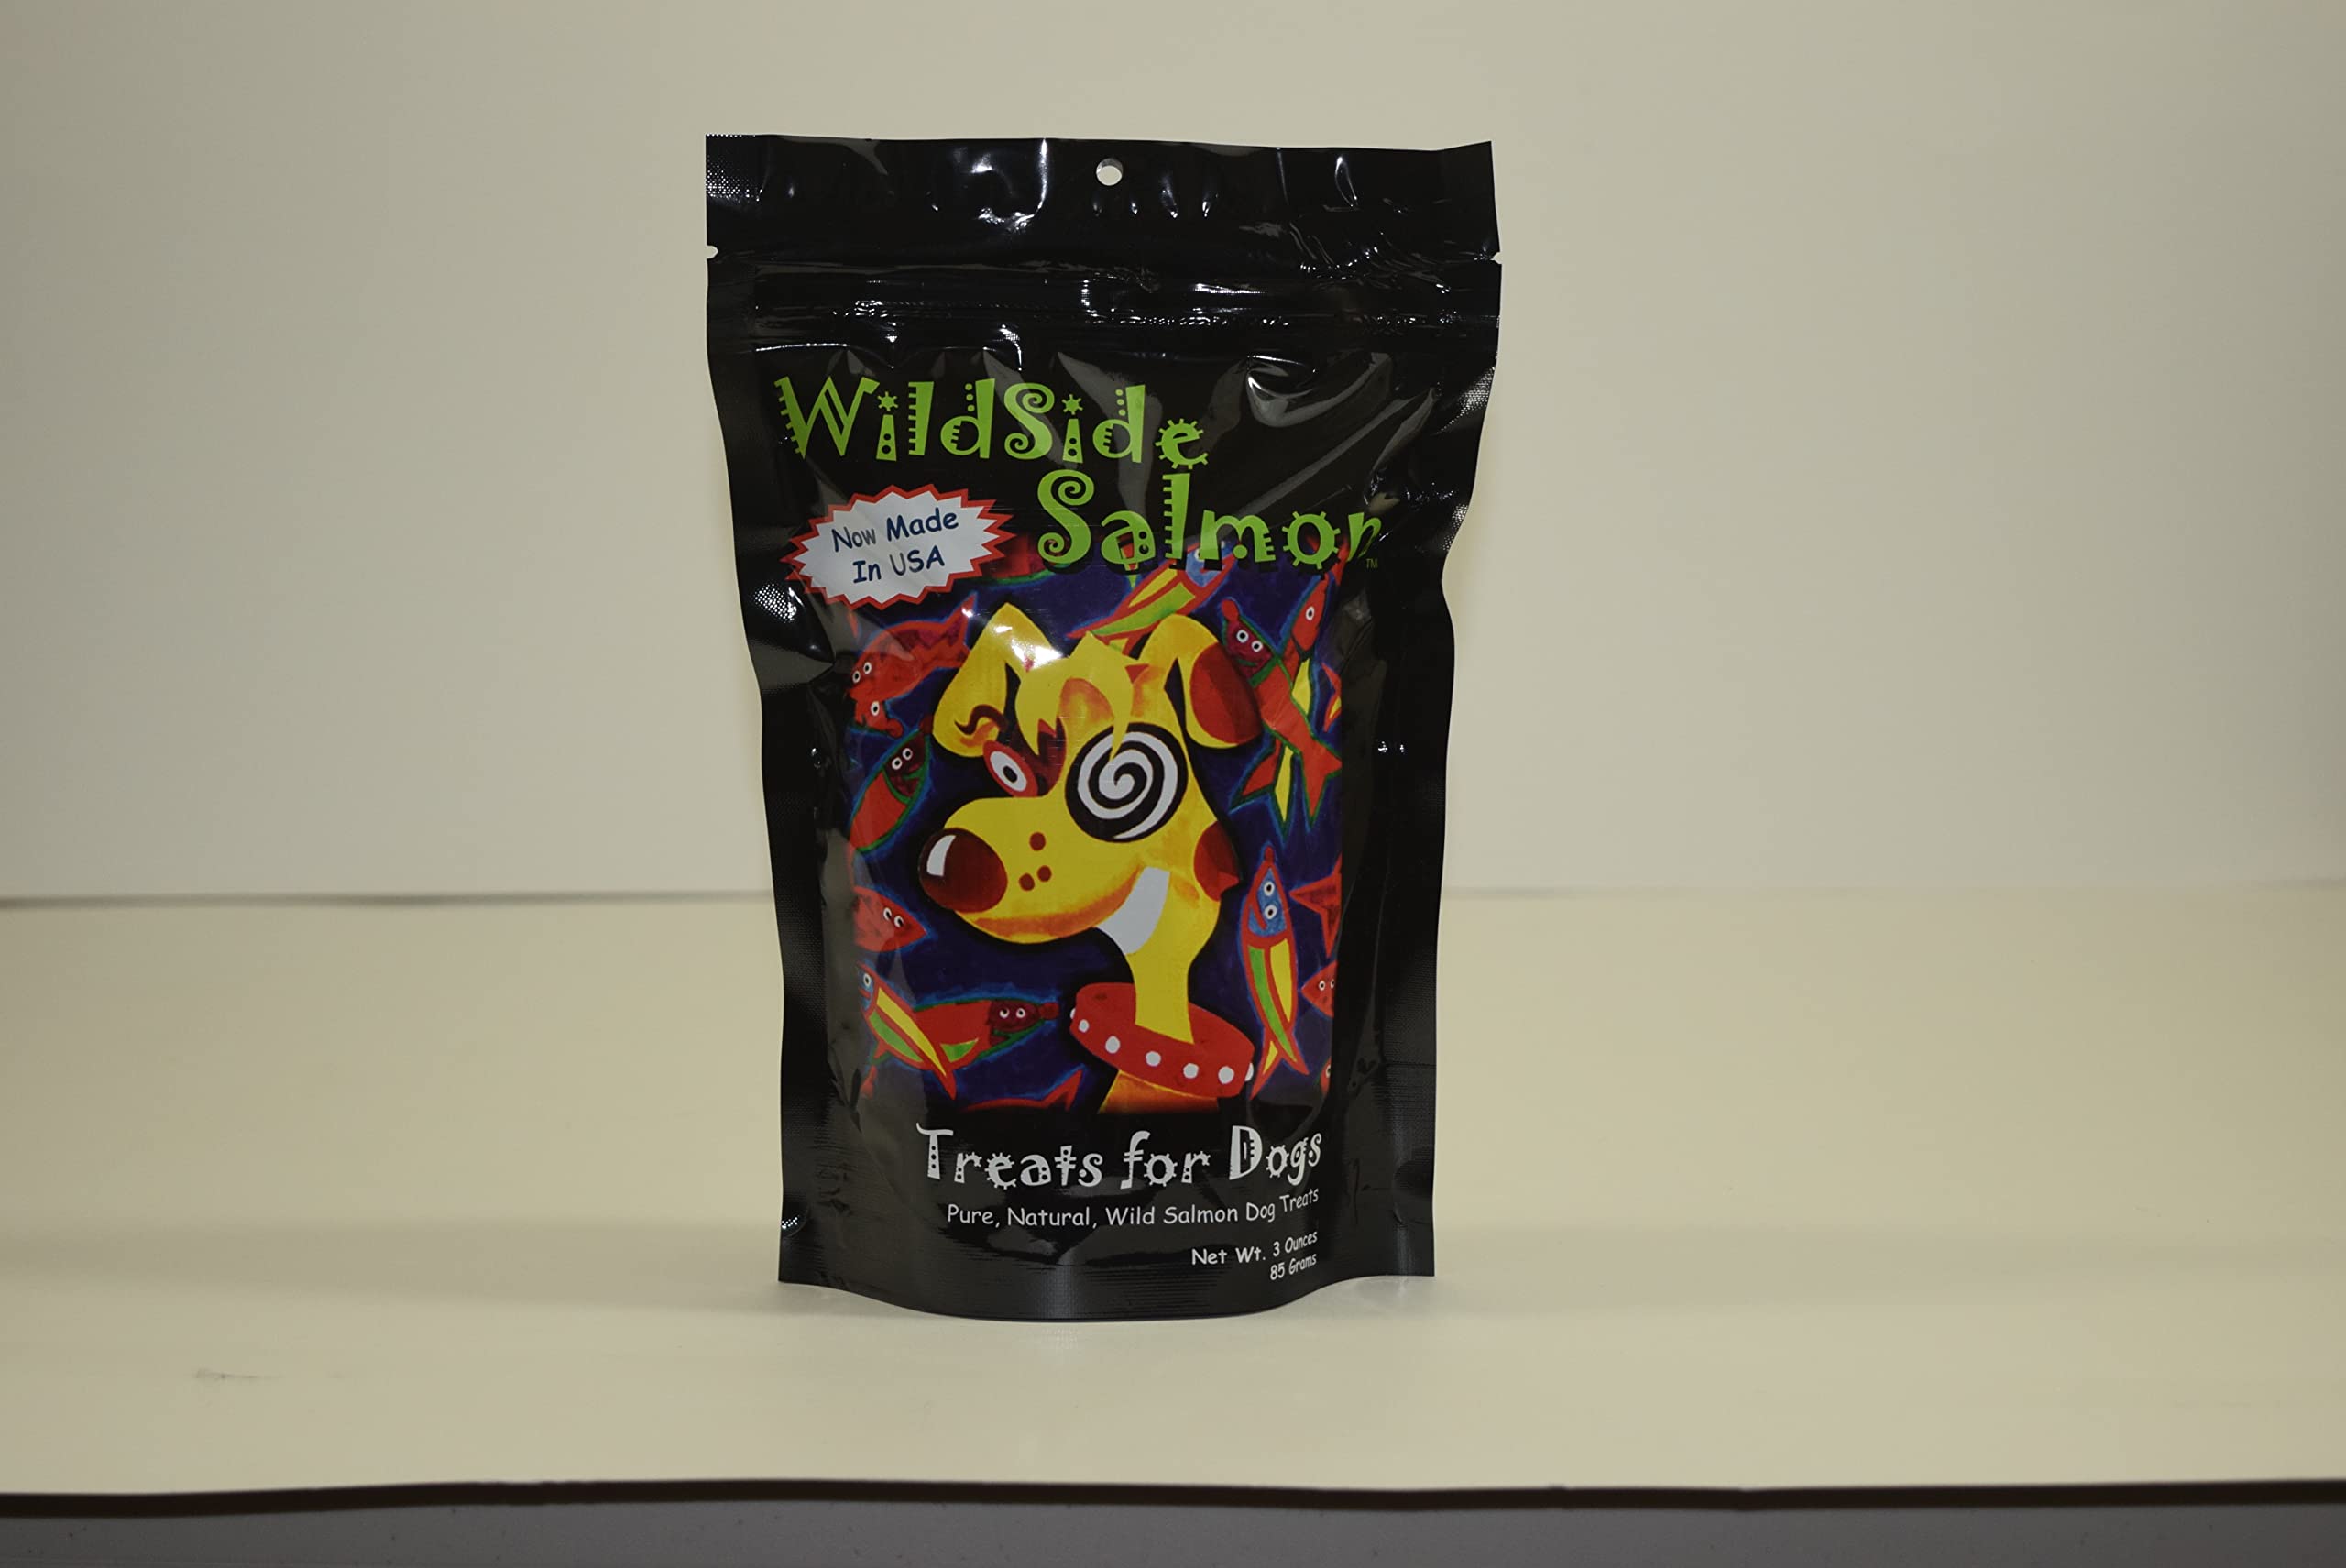 WildSide
Salmon™
Now Made
In USA
Treats for Dogs
Pure, Natural, Wild Salmon Dog Treats
Net Wt. 3 Ounces
85 Grams